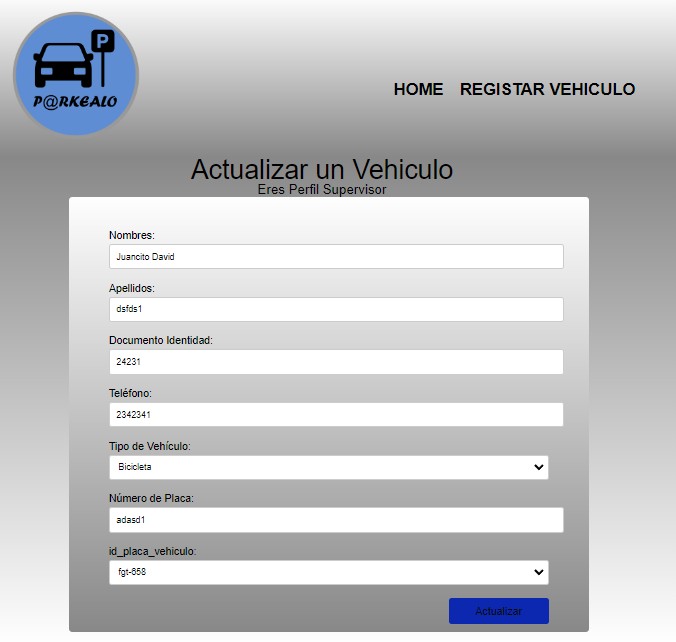 P
P@RKEALO
HOME REGISTAR VEHICULO
Actualizar un Vehiculo
Eres Perfil Supervisor
Nombres:
Juancito David
Apellidos:
dsfds1
Documento Identidad:
24231
Teléfono:
2342341
Tipo de Vehículo:
Bicicleta
Número de Placa:
adasd1
id_placa_vehiculo:
fgt-658
Actualizar